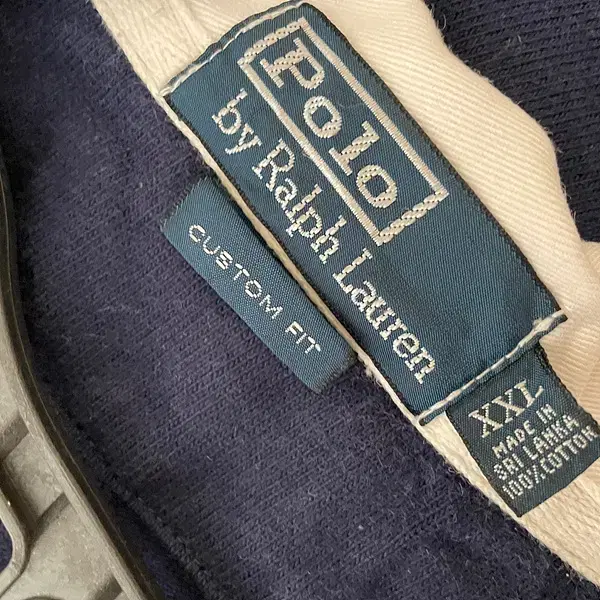 Polo
by Ralph Lauren
CUSTOM FIT
XXL
MADE IN
SRI LANKA
100% COTTON